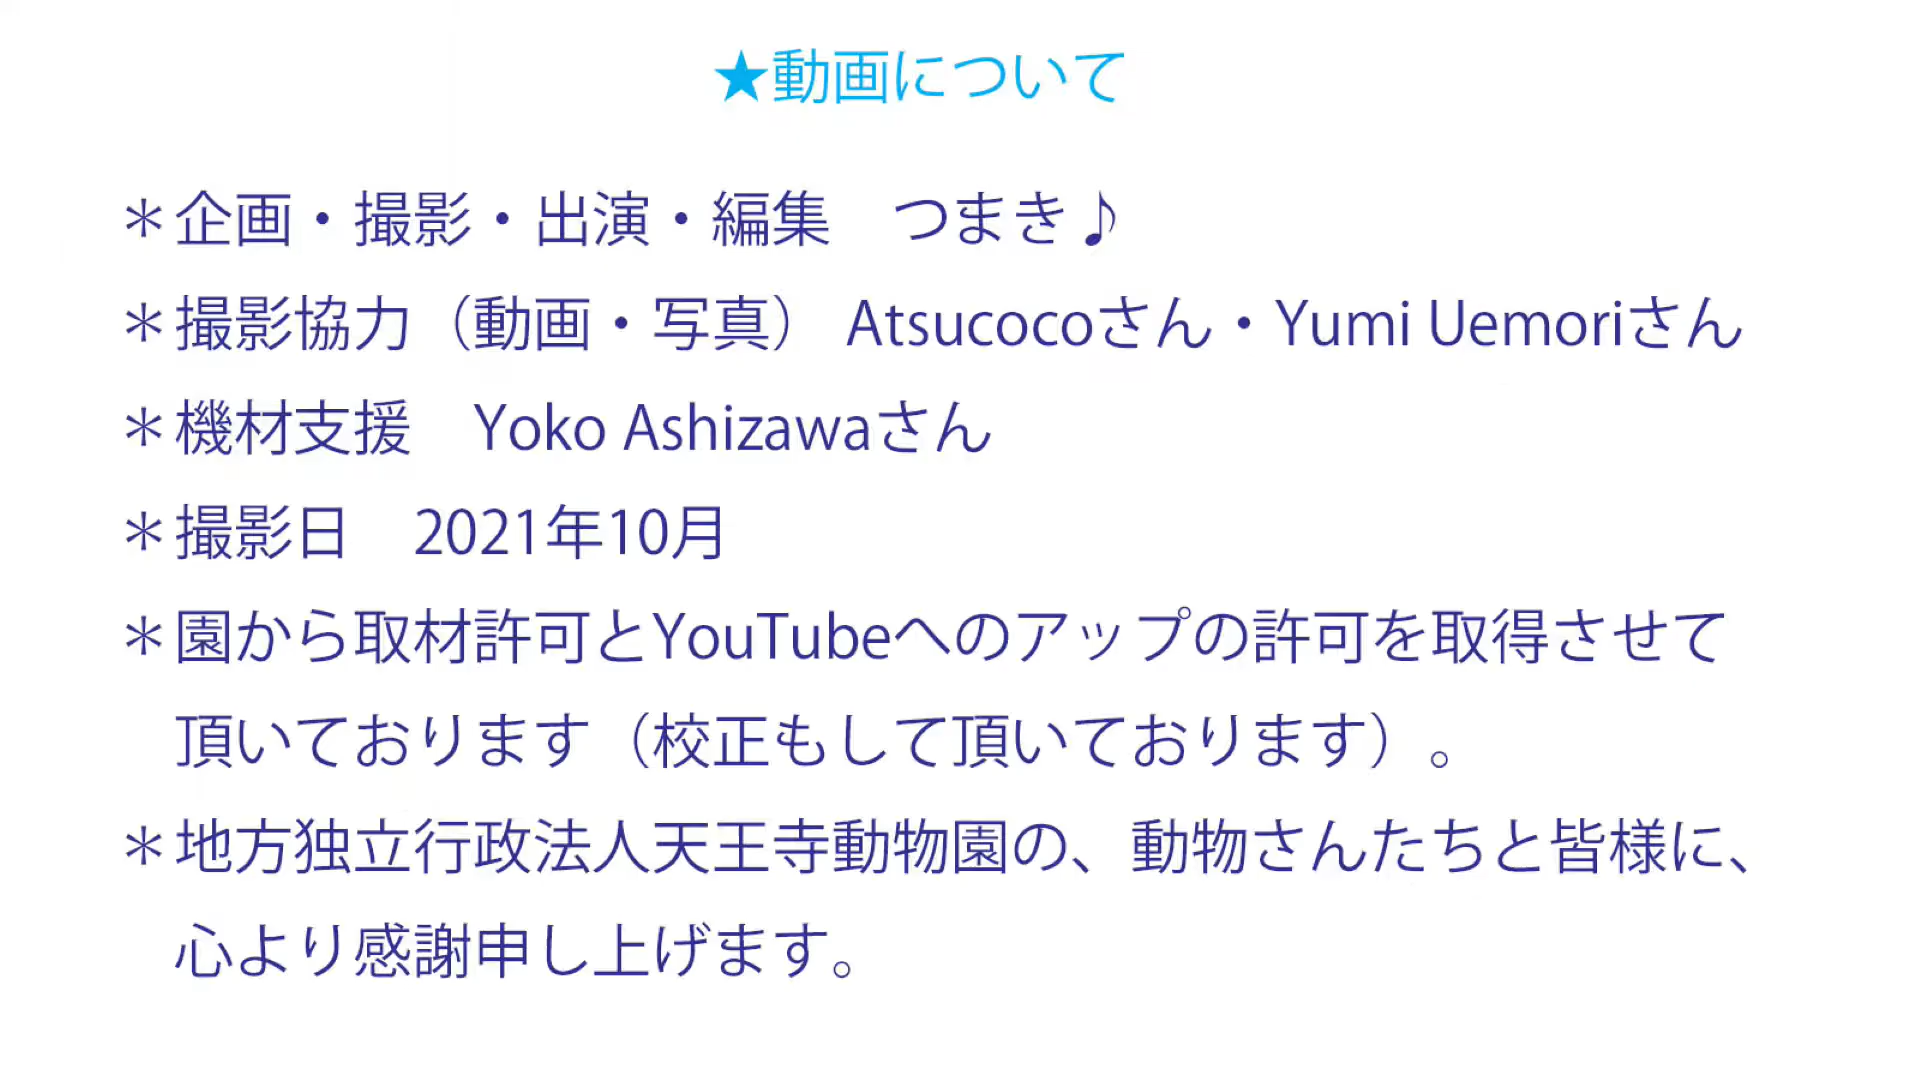 ★動画について
＊企画・撮影・出演・編集　つまき♪
＊撮影協力（動画・写真） Atsucocoさん・Yumi Uemoriさん
＊機材支援　Yoko Ashizawaさん
＊撮影日　2021年10月
＊園から取材許可とYouTubeへのアップの許可を取得させて
頂いております（校正もして頂いております）。
＊地方独立行政法人天王寺動物園の、動物さんたちと皆様に、
心より感謝申し上げます。